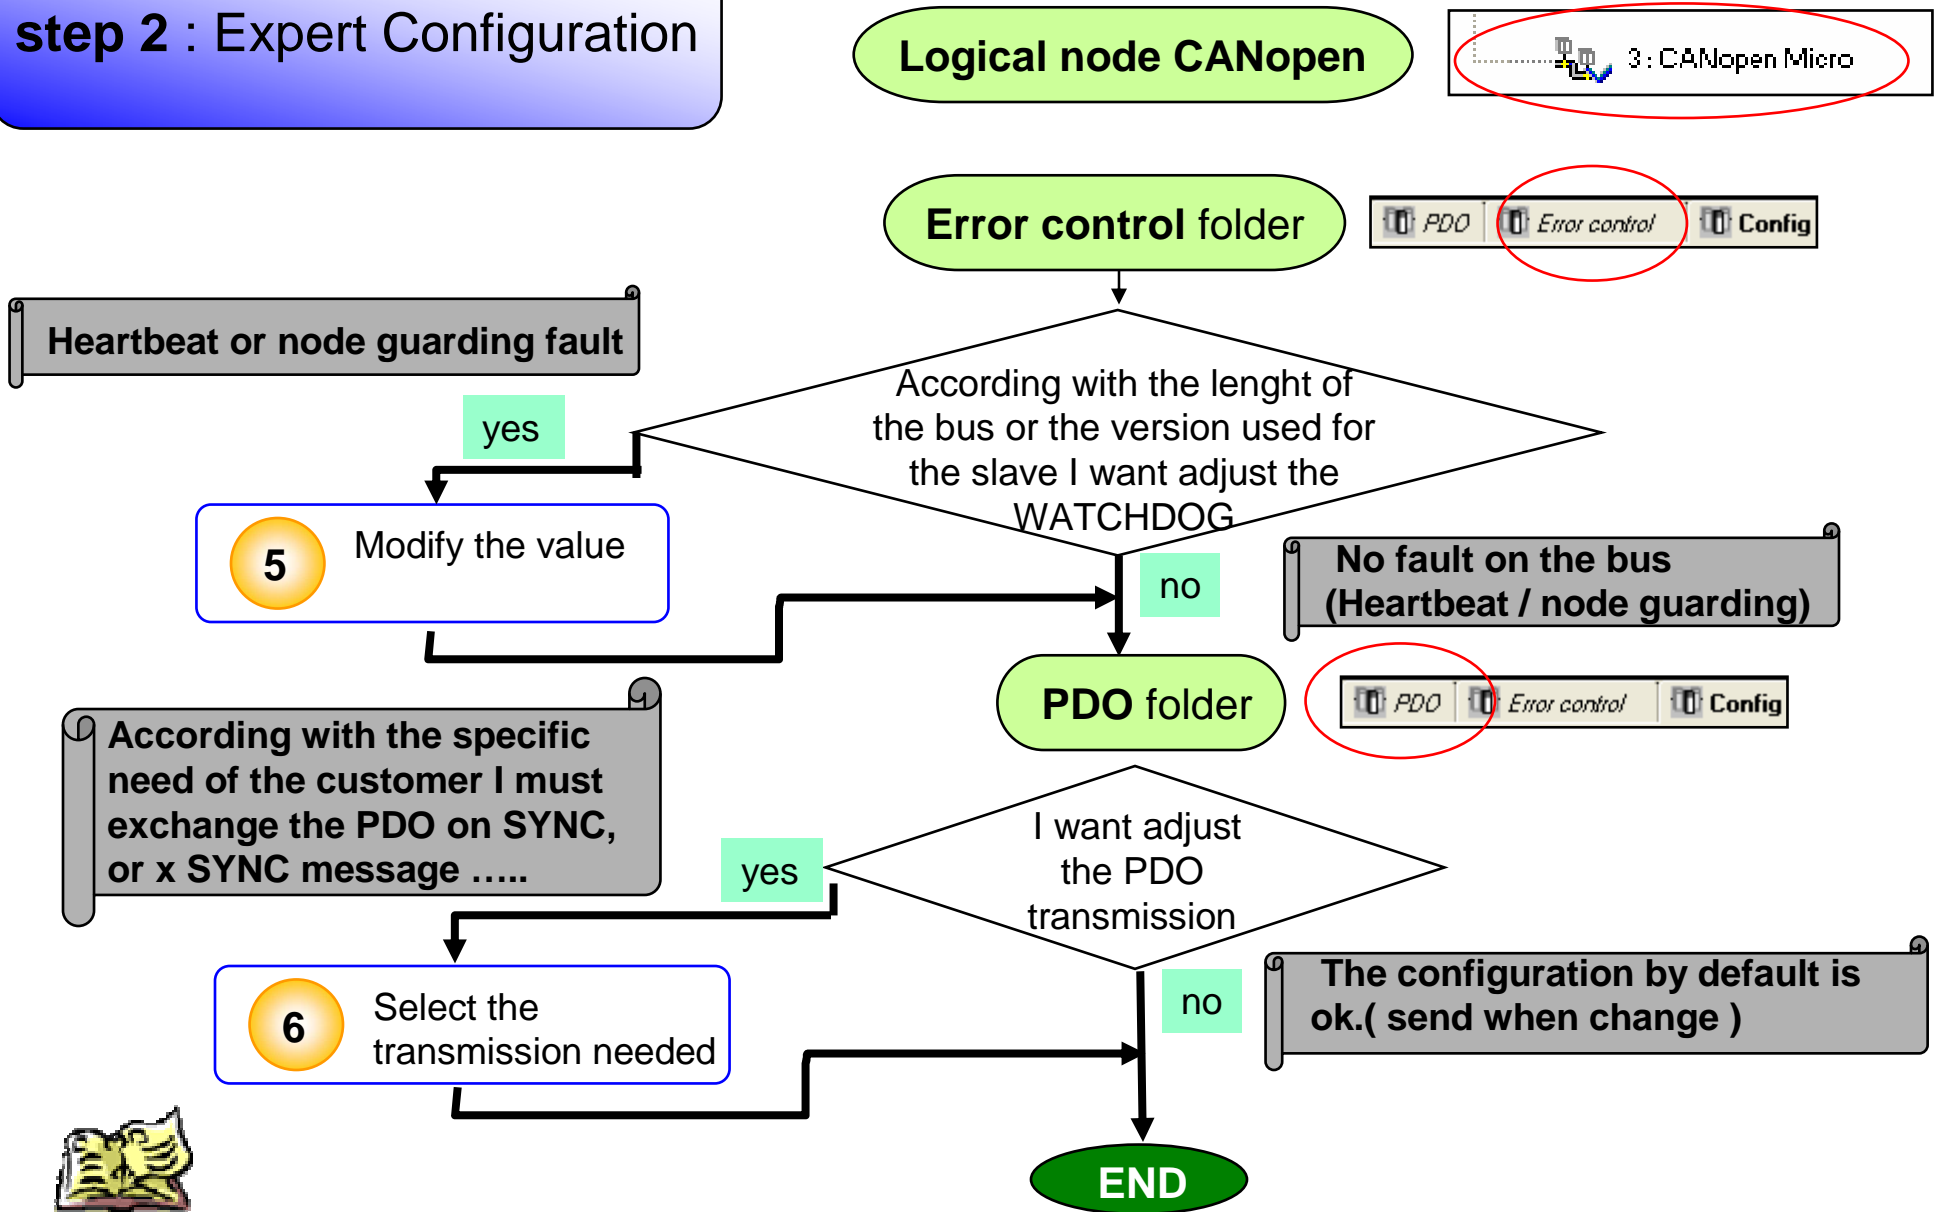 step 2 : Expert Configuration
Logical node CANopen
3 : CANopen Micro
Error control folder
PDO Error control Config
Heartbeat or node guarding fault
According with the lenght of
the bus or the version used for
the slave I want adjust the
WATCHDOG
yes
5 Modify the value
no
No fault on the bus
(Heartbeat / node guarding)
PDO folder
PDO Error control Config
According with the specific
need of the customer I must
exchange the PDO on SYNC,
or x SYNC message …..
I want adjust
the PDO
transmission
yes
6 Select the
transmission needed
no
The configuration by default is
ok.( send when change )
END